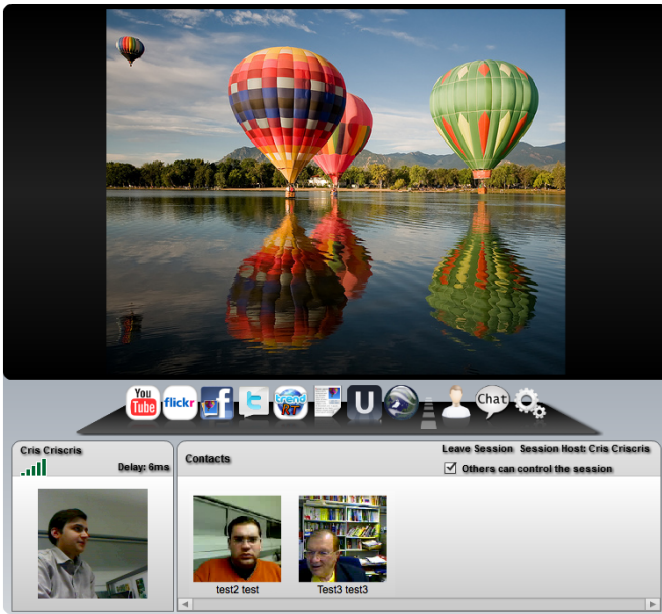 You
Tube
flickr
f
t
trend
RT
U
Chat
Cris Criscris
Delay: 6ms
Contacts
Leave Session Session Host: Cris Criscris
Others can control the session
test2 test
Test3 test3